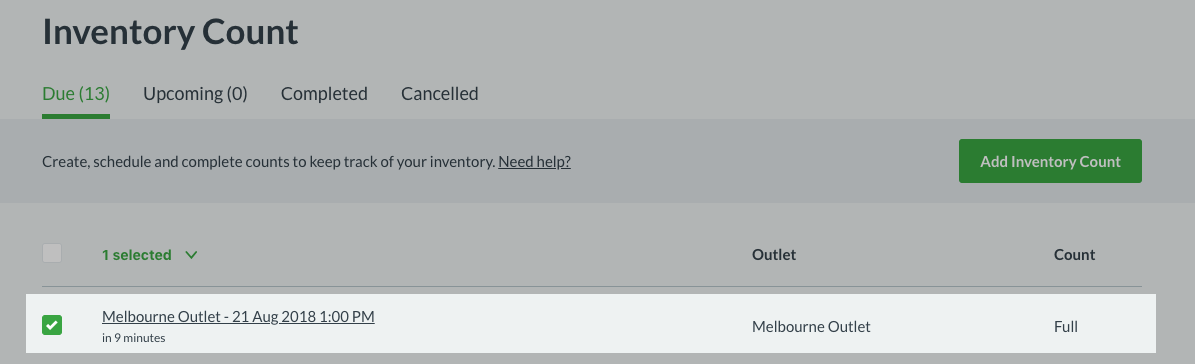 Inventory Count
Due (13) Upcoming (0) Completed Cancelled
Create, schedule and complete counts to keep track of your inventory. Need help? Add Inventory Count
1 selected Outlet Count
Melbourne Outlet - 21 Aug 2018 1:00 PM
in 9 minutes Melbourne Outlet Full